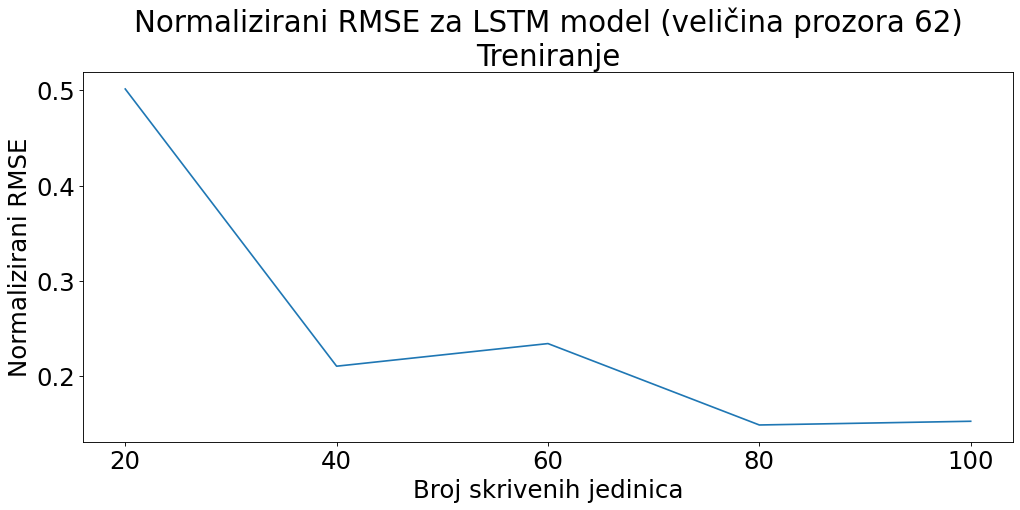 Normalizirani RMSE za LSTM model (veličina prozora 62)
Treniranje
Normalizirani RMSE
0.5
0.4
0.3
0.2
20 40 60 80 100
Broj skrivenih jedinica